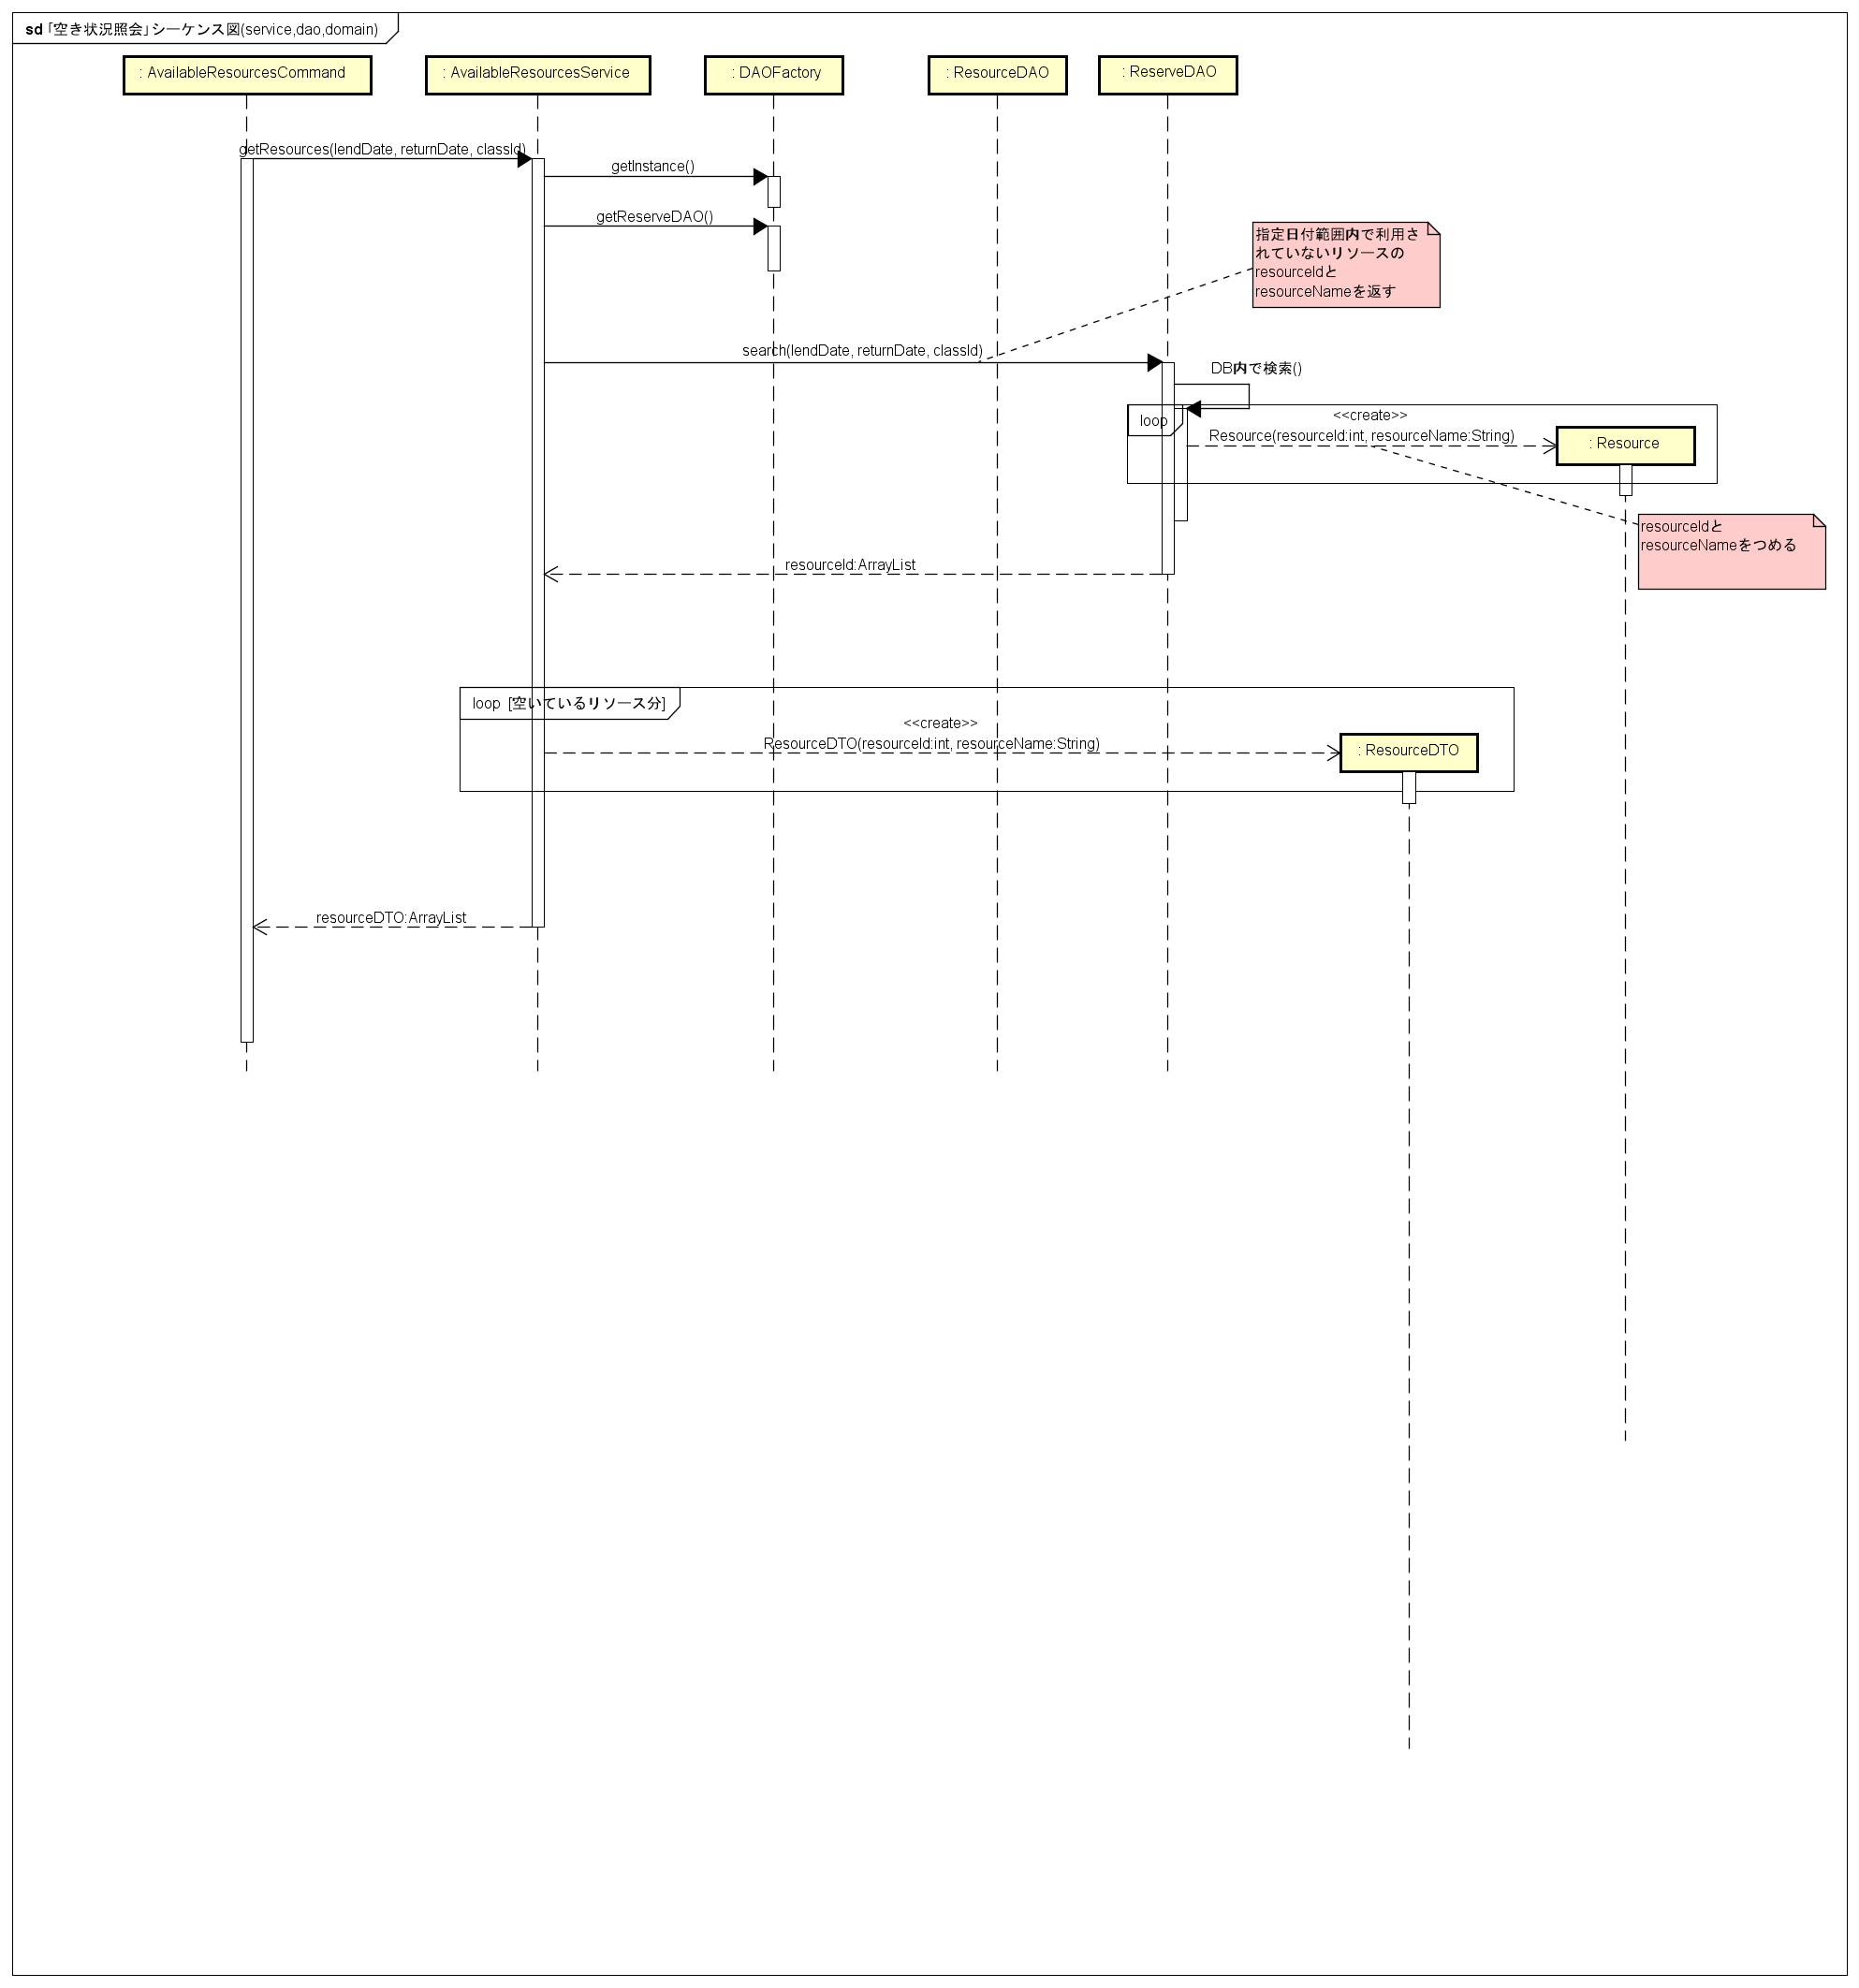 sd 「空き状況照会」シーケンス図(service,dao,domain)
: AvailableResourcesCommand
: AvailableResourcesService
: DAOFactory
: ResourceDAO
: ReserveDAO
getResources(lendDate, returnDate, classId)
getInstance()
getReserveDAO()
指定日付範囲内で利用さ
れていないリソースの
resourceIdと
resourceNameを返す
search(lendDate, returnDate, classId)
DB内で検索()
loop
<<create>>
Resource(resourceId:int, resourceName:String)
: Resource
resourceIdと
resourceNameをつめる
resourceId:ArrayList
loop [空いているリソース分]
<<create>>
ResourceDTO(resourceId:int, resourceName:String)
: ResourceDTO
resourceDTO:ArrayList